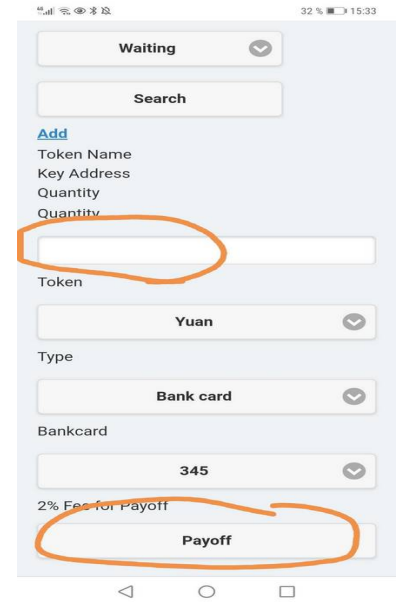 46
32 % 15:33
Waiting
Search
Add
Token Name
Key Address
Quantity
Quantity
Token
Yuan
Type
Bank card
Bankcard
345
2% Fee for Payoff
Payoff